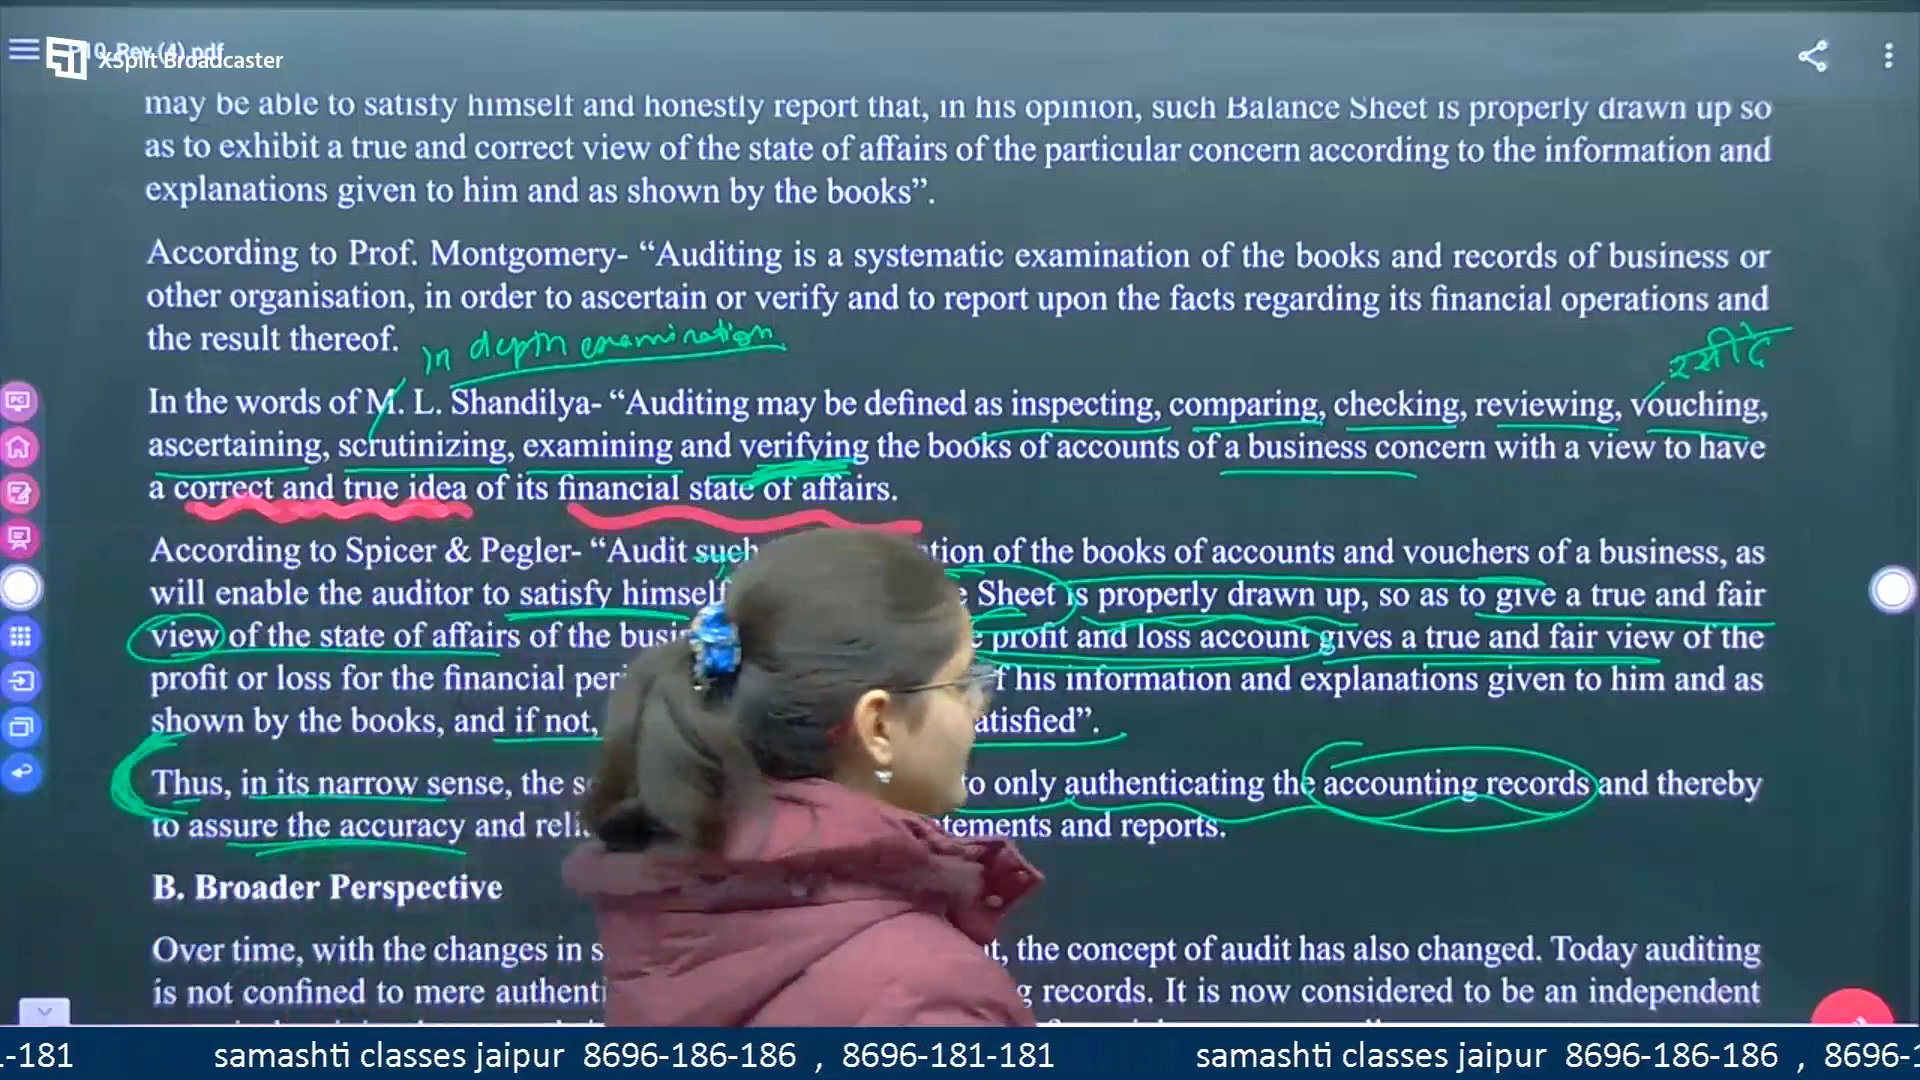 P10_Rev (4).pdf
XSplit Broadcaster
may be able to satisfy himself and honestly report that, in his opinion, such Balance Sheet is properly drawn up so
as to exhibit a true and correct view of the state of affairs of the particular concern according to the information and
explanations given to him and as shown by the books”.
According to Prof. Montgomery- “Auditing is a systematic examination of the books and records of business or
other organisation, in order to ascertain or verify and to report upon the facts regarding its financial operations and
the result thereof.
In depth examination
रसीद
In the words of M. L. Shandilya- “Auditing may be defined as inspecting, comparing, checking, reviewing, vouching,
ascertaining, scrutinizing, examining and verifying the books of accounts of a business concern with a view to have
a correct and true idea of its financial state of affairs.
According to Spicer & Pegler- “Audit such tion of the books of accounts and vouchers of a business, as
will enable the auditor to satisfy himself Sheet is properly drawn up, so as to give a true and fair
view of the state of affairs of the profit and loss account gives a true and fair view of the
profit or loss for the financial his information and explanations given to him and as
shown by the books, and if not, atisfied”.
Thus, in its narrow sense, the to only authenticating the accounting records and thereby
to assure the accuracy and tements and reports.
B. Broader Perspective
Over time, with the changes in the concept of audit has also changed. Today auditing
is not confined to mere records. It is now considered to be an independent
-181 samashti classes jaipur 8696-186-186 , 8696-181-181 samashti classes jaipur 8696-186-186 , 8696-